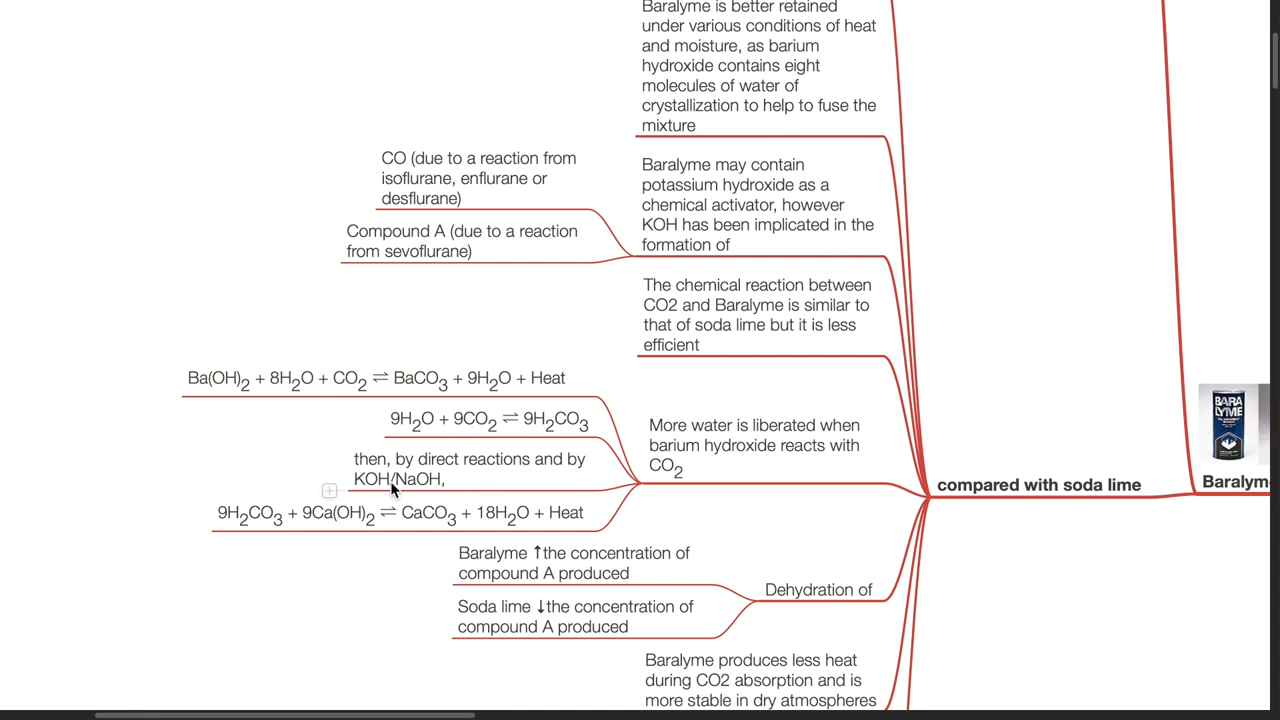 Baralyme is better retained
under various conditions of heat
and moisture, as barium
hydroxide contains eight
molecules of water of
crystallization to help to fuse the
mixture
CO (due to a reaction from
isoflurane, enflurane or
desflurane)
Compound A (due to a reaction
from sevoflurane)
Baralyme may contain
potassium hydroxide as a
chemical activator, however
KOH has been implicated in the
formation of
The chemical reaction between
CO2 and Baralyme is similar to
that of soda lime but it is less
efficient
Ba(OH)₂ + 8H₂O + CO₂ ⇌ BaCO₃ + 9H₂O + Heat
9H₂O + 9CO₂ ⇌ 9H₂CO₃
then, by direct reactions and by
KOH/NaOH,
9H₂CO₃ + 9Ca(OH)₂ ⇌ CaCO₃ + 18H₂O + Heat
More water is liberated when
barium hydroxide reacts with
CO₂
compared with soda lime
BARA
LYME
Baralym
Baralyme ↑the concentration of
compound A produced
Soda lime ↓the concentration of
compound A produced
Dehydration of
Baralyme produces less heat
during CO2 absorption and is
more stable in dry atmospheres